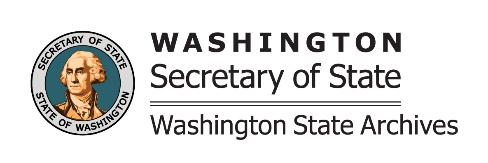 SECRETARY OF STATE
STATE OF WASHINGTON
WASHINGTON
Secretary of State
Washington State Archives